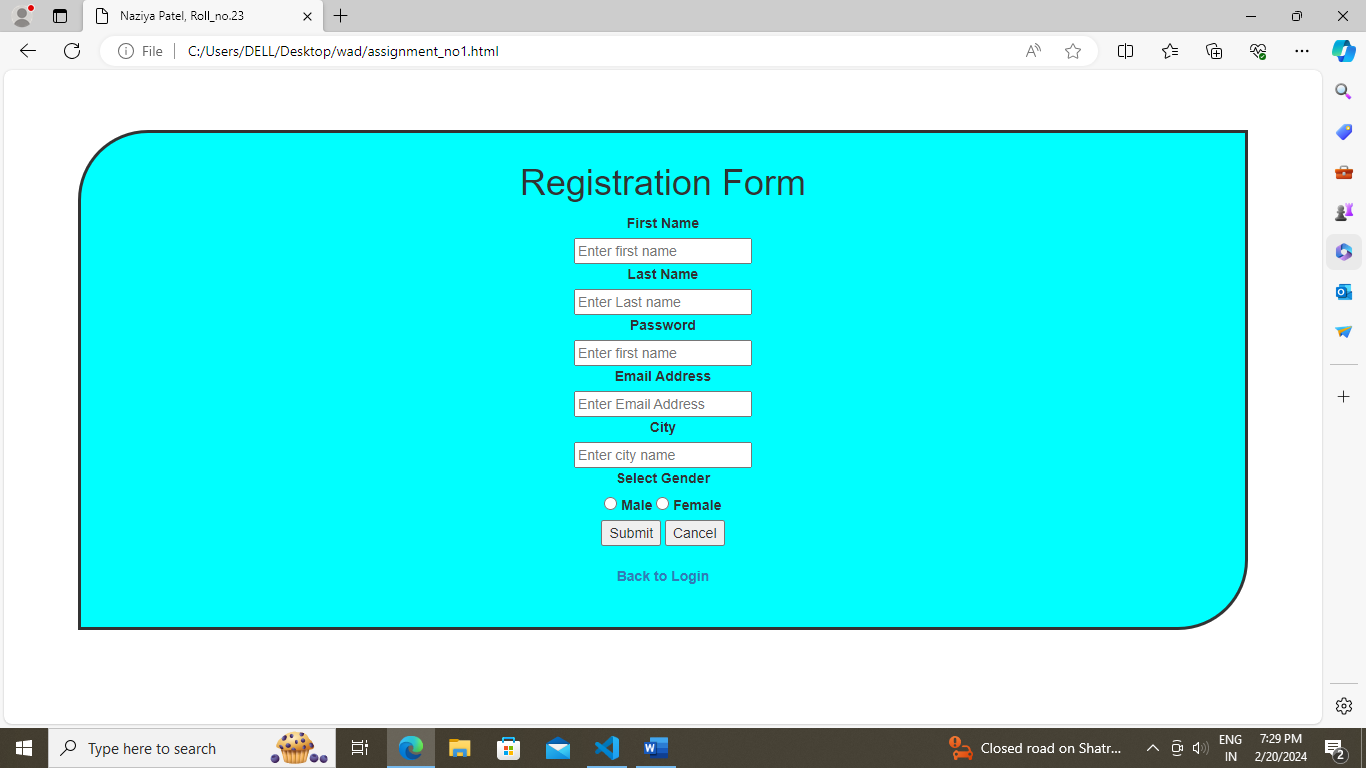 Naziya Patel, Roll_no.23
File
C:/Users/DELL/Desktop/wad/assignment_no1.html
Registration Form
First Name
Enter first name
Last Name
Enter Last name
Password
Enter first name
Email Address
Enter Email Address
City
Enter city name
Select Gender
Male Female
Submit Cancel
Back to Login
Type here to search
Closed road on Shatr...
ENG
IN
7:29 PM
2/20/2024
2